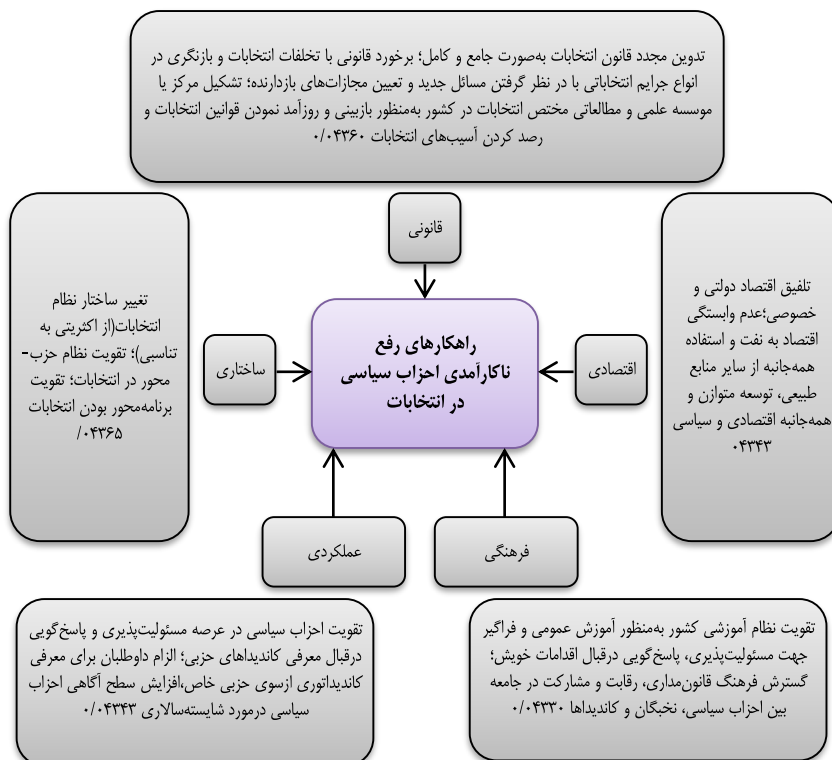 تدوین مجدد قانون انتخابات به‌صورت جامع و کامل؛ برخورد قانونی با تخلفات انتخابات و بازنگری در
انواع جرایم انتخاباتی با در نظر گرفتن مسائل جدید و تعیین مجازات‌های بازدارنده؛ تشکیل مرکز یا
موسسه علمی و مطالعاتی مختص انتخابات در کشور به‌منظور بازبینی و روزآمد نمودن قوانین انتخابات و
رصد کردن آسیب‌های انتخابات ۰/۰۴۳۶۰
قانونی
تلفیق اقتصاد دولتی و
خصوصی؛عدم وابستگی
اقتصاد به نفت و استفاده
همه‌جانبه از سایر منابع
طبیعی، توسعه متوازن و
همه‌جانبه اقتصادی و سیاسی
۰۴۳۴۳
اقتصادی
راهکارهای رفع
ناکارآمدی احزاب سیاسی
در انتخابات
ساختاری
تغییر ساختار نظام
انتخابات(از اکثریتی به
تناسبی)؛ تقویت نظام حزب-
محور در انتخابات؛ تقویت
برنامه‌محور بودن انتخابات
/۰۴۳۶۵
فرهنگی
عملکردی
تقویت نظام آموزشی کشور به‌منظور آموزش عمومی و فراگیر
جهت مسئولیت‌پذیری، پاسخ‌گویی درقبال اقدامات خویش؛
گسترش فرهنگ قانون‌مداری، رقابت و مشارکت در جامعه
بین احزاب سیاسی، نخبگان و کاندیداها ۰/۰۴۳۳۰
تقویت احزاب سیاسی در عرصه مسئولیت‌پذیری و پاسخ‌گویی
درقبال معرفی کاندیداهای حزبی؛ الزام داوطلبان برای معرفی
کاندیداتوری ازسوی حزبی خاص،افزایش سطح آگاهی احزاب
سیاسی درمورد شایسته‌سالاری ۰/۰۴۳۴۳